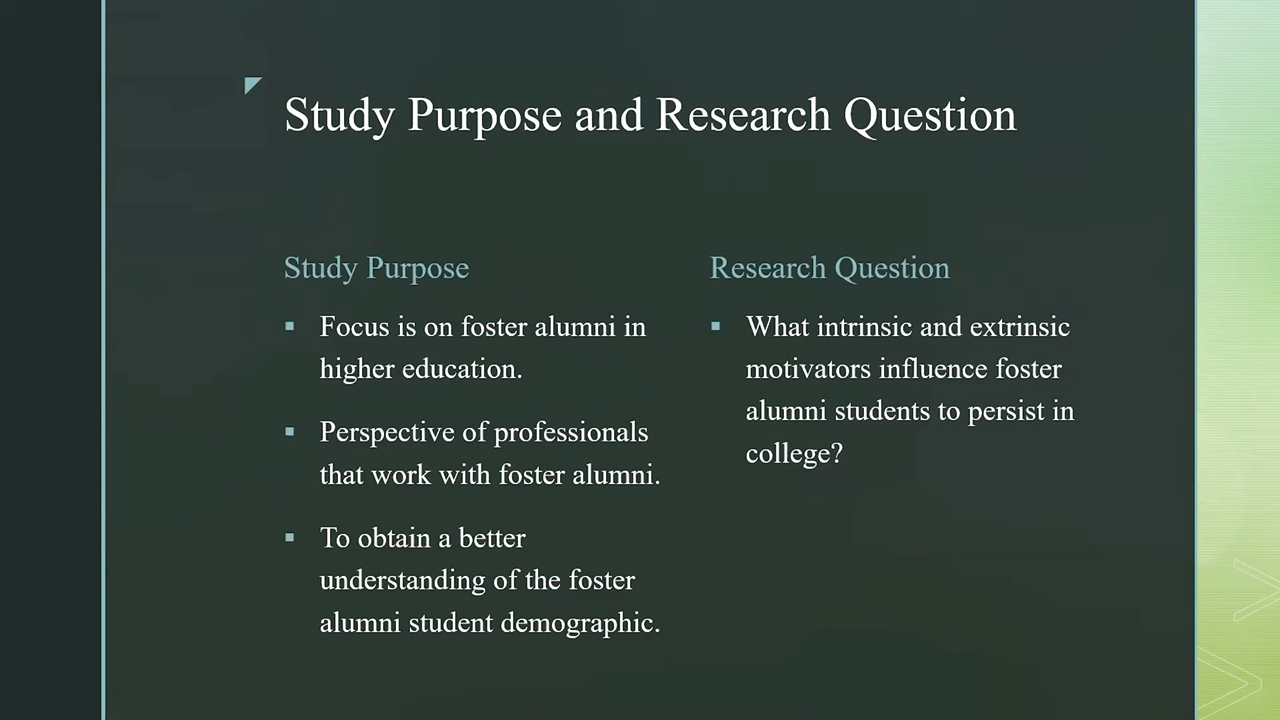 Study Purpose and Research Question
Study Purpose
▪ Focus is on foster alumni in
higher education.
▪ Perspective of professionals
that work with foster alumni.
▪ To obtain a better
understanding of the foster
alumni student demographic.
Research Question
▪ What intrinsic and extrinsic
motivators influence foster
alumni students to persist in
college?